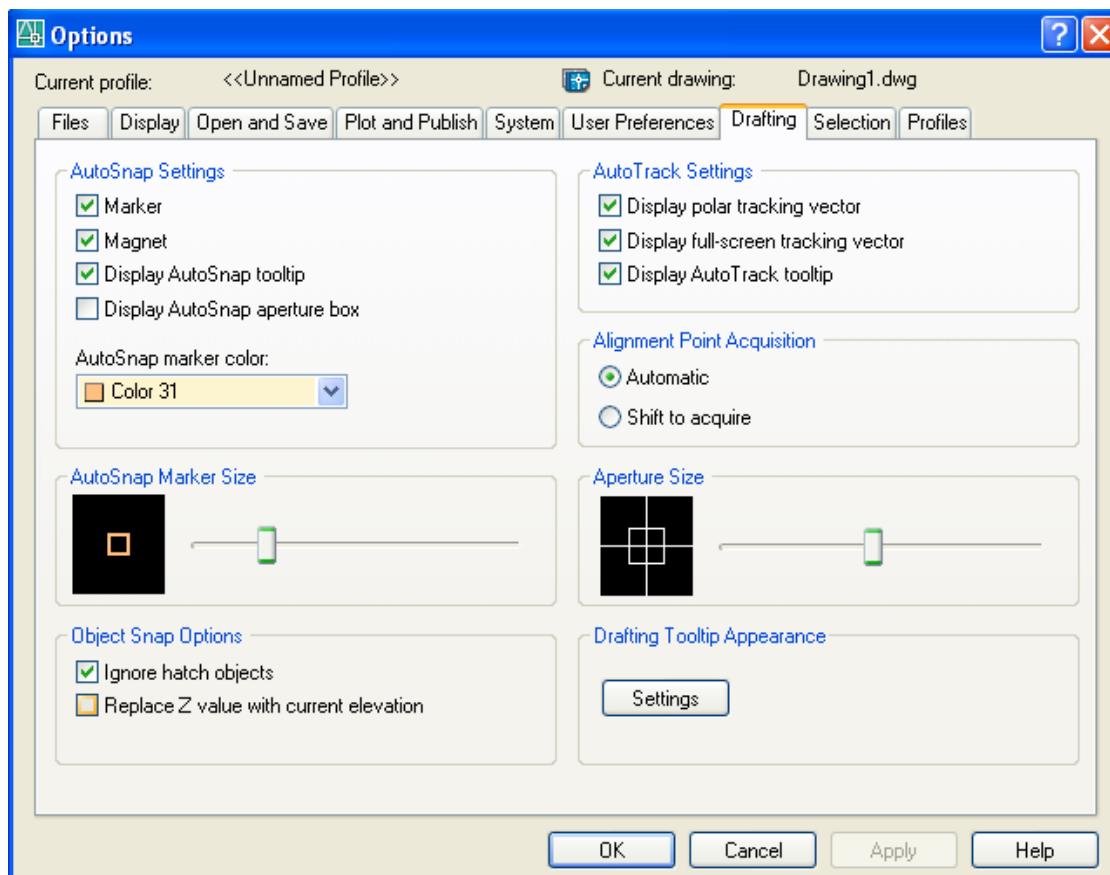 Options
Current profile: <<Unnamed Profile>> Current drawing: Drawing1.dwg
Files Display Open and Save Plot and Publish System User Preferences Drafting Selection Profiles
AutoSnap Settings
Marker
Magnet
Display AutoSnap tooltip
Display AutoSnap aperture box
AutoSnap marker color:
Color 31
AutoTrack Settings
Display polar tracking vector
Display full-screen tracking vector
Display AutoTrack tooltip
Alignment Point Acquisition
Automatic
Shift to acquire
AutoSnap Marker Size
Aperture Size
Object Snap Options
Ignore hatch objects
Replace Z value with current elevation
Drafting Tooltip Appearance
Settings
OK Cancel Apply Help